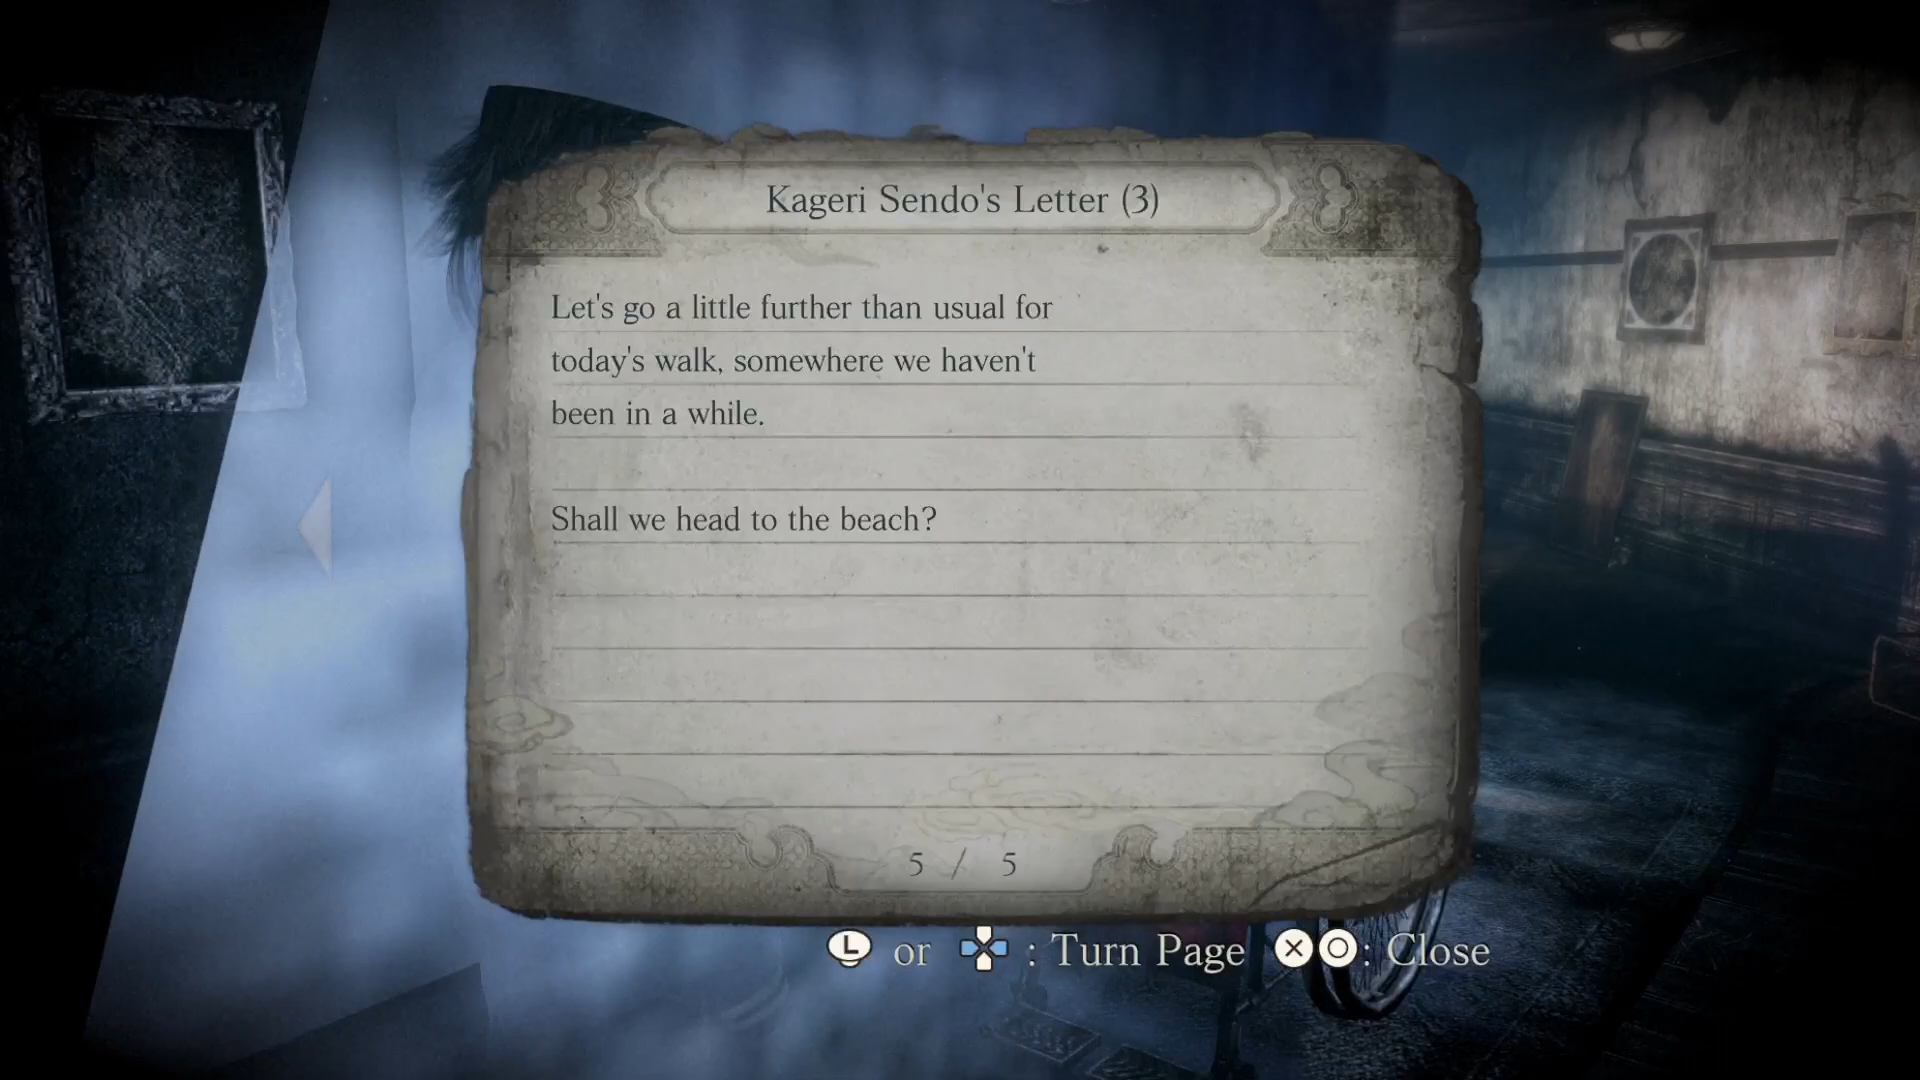 Kageri Sendo's Letter (3)
Let's go a little further than usual for
today's walk, somewhere we haven't
been in a while.
Shall we head to the beach?
5 / 5
L or : Turn Page : Close